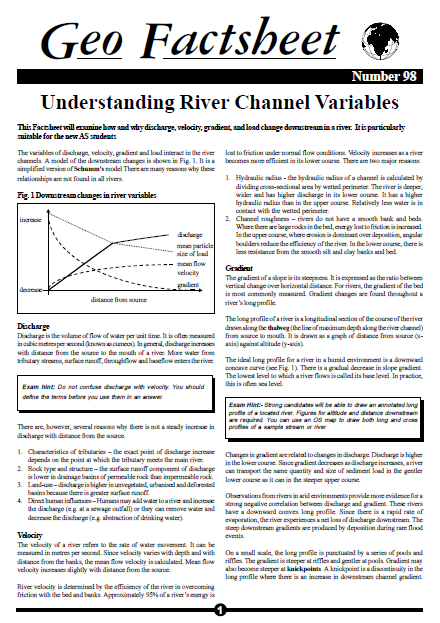 Geo Factsheet
Number 98
Understanding River Channel Variables
This Factsheet will examine how and why discharge, velocity, gradient, and load change downstream in a river. It is particularly
suitable for the new AS students
The variables of discharge, velocity, gradient and load interact in the river
channels. A model of the downstream changes is shown in Fig. 1. It is a
simplified version of Schumm's model There are many reasons why these
relationships are not found in all rivers.
Fig. 1 Downstream changes in river variables
increase
decrease
discharge
mean particle
size of load
mean flow
velocity
gradient
distance from source
Discharge
Discharge is the volume of flow of water per unit time. It is often measured
in cubic metres per second (known as cumecs). In general, discharge increases
with distance from the source to the mouth of a river. More water from
tributary streams, surface runoff, throughflow and baseflow enters the river.
Exam Hint: Do not confuse discharge with velocity. You should
define the terms before you use them in an answer.
There are, however, several reasons why there is not a steady increase in
discharge with distance from the source.
1. Characteristics of tributaries – the exact point of discharge increase
depends on the point at which the tributary meets the main river.
2. Rock type and structure – the surface runoff component of discharge
is lower in drainage basins of permeable rock than impermeable rock.
3. Land-use – discharge is higher in unvegetated, urbanised and deforested
basins because there is greater surface runoff.
4. Direct human influences – Humans may add water to a river and increase
the discharge (e.g. at a sewage outfall) or they can remove water and
decrease the discharge (e.g. abstraction of drinking water).
Velocity
The velocity of a river refers to the rate of water movement. It can be
measured in metres per second. Since velocity varies with depth and with
distance from the banks, the mean flow velocity is calculated. Mean flow
velocity increases slightly with distance from the source.
River velocity is determined by the efficiency of the river in overcoming
friction with the bed and banks. Approximately 95% of a river's energy is
lost to friction under normal flow conditions. Velocity increases as a river
becomes more efficient in its lower course. There are two major reasons:
1. Hydraulic radius - the hydraulic radius of a channel is calculated by
dividing cross-sectional area by wetted perimeter. The river is deeper,
wider and has higher discharge in its lower course. It has a higher
hydraulic radius than in the upper course. Relatively less water is in
contact with the wetted perimeter.
2. Channel roughness – rivers do not have a smooth bank and beds.
Where there are large rocks in the bed, energy lost to friction is increased.
In the upper course, where erosion is dominant over deposition, angular
boulders reduce the efficiency of the river. In the lower course, there is
less resistance from the smooth silt and clay banks and bed.
Gradient
The gradient of a slope is its steepness. It is expressed as the ratio between
vertical change over horizontal distance. For rivers, the gradient of the bed
is most commonly measured. Gradient changes are found throughout a
river's long profile.
The long profile of a river is a longitudinal section of the course of the river
drawn along the thalweg (the line of maximum depth along the river channel)
from source to mouth. It is drawn as a graph of distance from source (x-
axis) against altitude (y-axis).
The ideal long profile for a river in a humid environment is a downward
concave curve (see Fig. 1). There is a gradual decrease in slope gradient.
The lowest level to which a river flows is called its base level. In practice,
this is often sea level.
Exam Hint:- Strong candidates will be able to draw an annotated long
profile of a located river. Figures for altitude and distance downstream
are required. You can use an OS map to draw both long and cross
profiles of a sample stream or river
Changes in gradient are related to changes in discharge. Discharge is higher
in the lower course. Since gradient decreases as discharge increases, a river
can transport the same quantity and size of sediment load in the gentler
lower course as it can in the steeper upper course.
Observations from rivers in arid environments provide more evidence for a
strong negative correlation between discharge and gradient. These rivers
have a downward convex long profile. Since there is a rapid rate of
evaporation, the river experiences a net loss of discharge downstream. The
steep downstream gradients are produced by deposition during rare flood
events.
On a small scale, the long profile is punctuated by a series of pools and
riffles. The gradient is steeper at riffles and gentler at pools. Gradient may
also become steeper at knickpoints. A knickpoint is a discontinuity in the
long profile where there is an increase in downstream channel gradient.
1